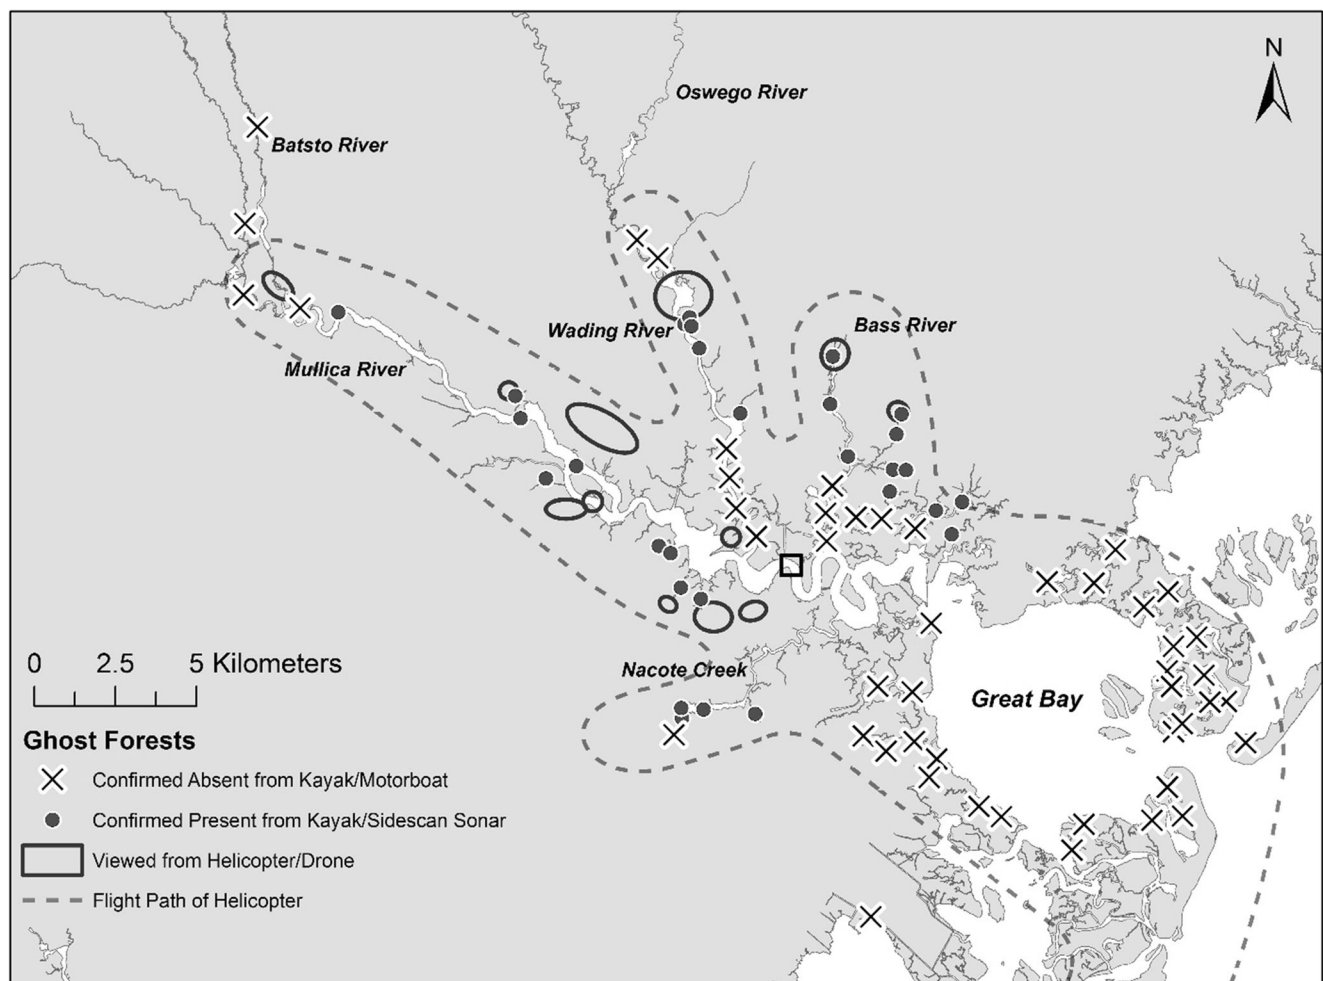 N
Oswego River
Batsto River
Wading River
Bass River
Mullica River
0 2.5 5 Kilometers
Nacote Creek
Great Bay
Ghost Forests
Confirmed Absent from Kayak/Motorboat
Confirmed Present from Kayak/Sidescan Sonar
Viewed from Helicopter/Drone
Flight Path of Helicopter